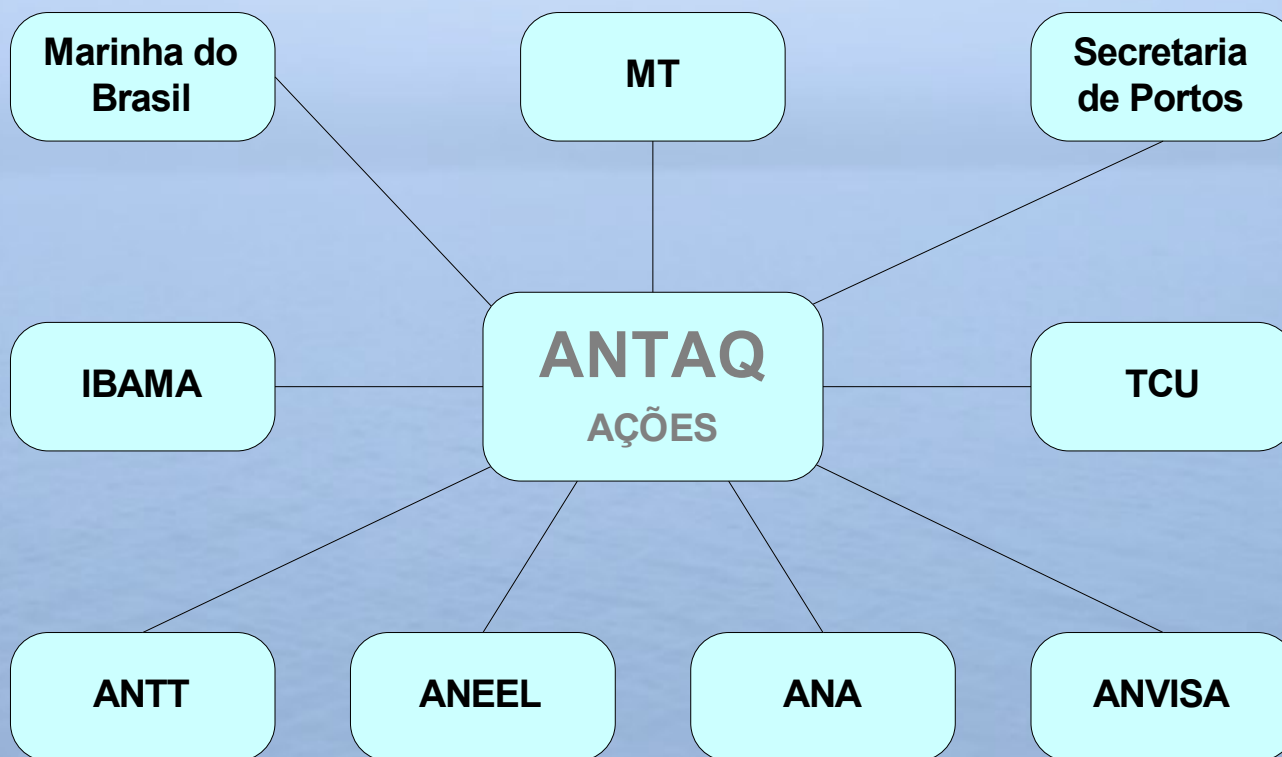 Marinha do
Brasil
MT
Secretaria
de Portos
ANTAQ
AÇÕES
IBAMA
TCU
ANTT
ANEEL
ANA
ANVISA